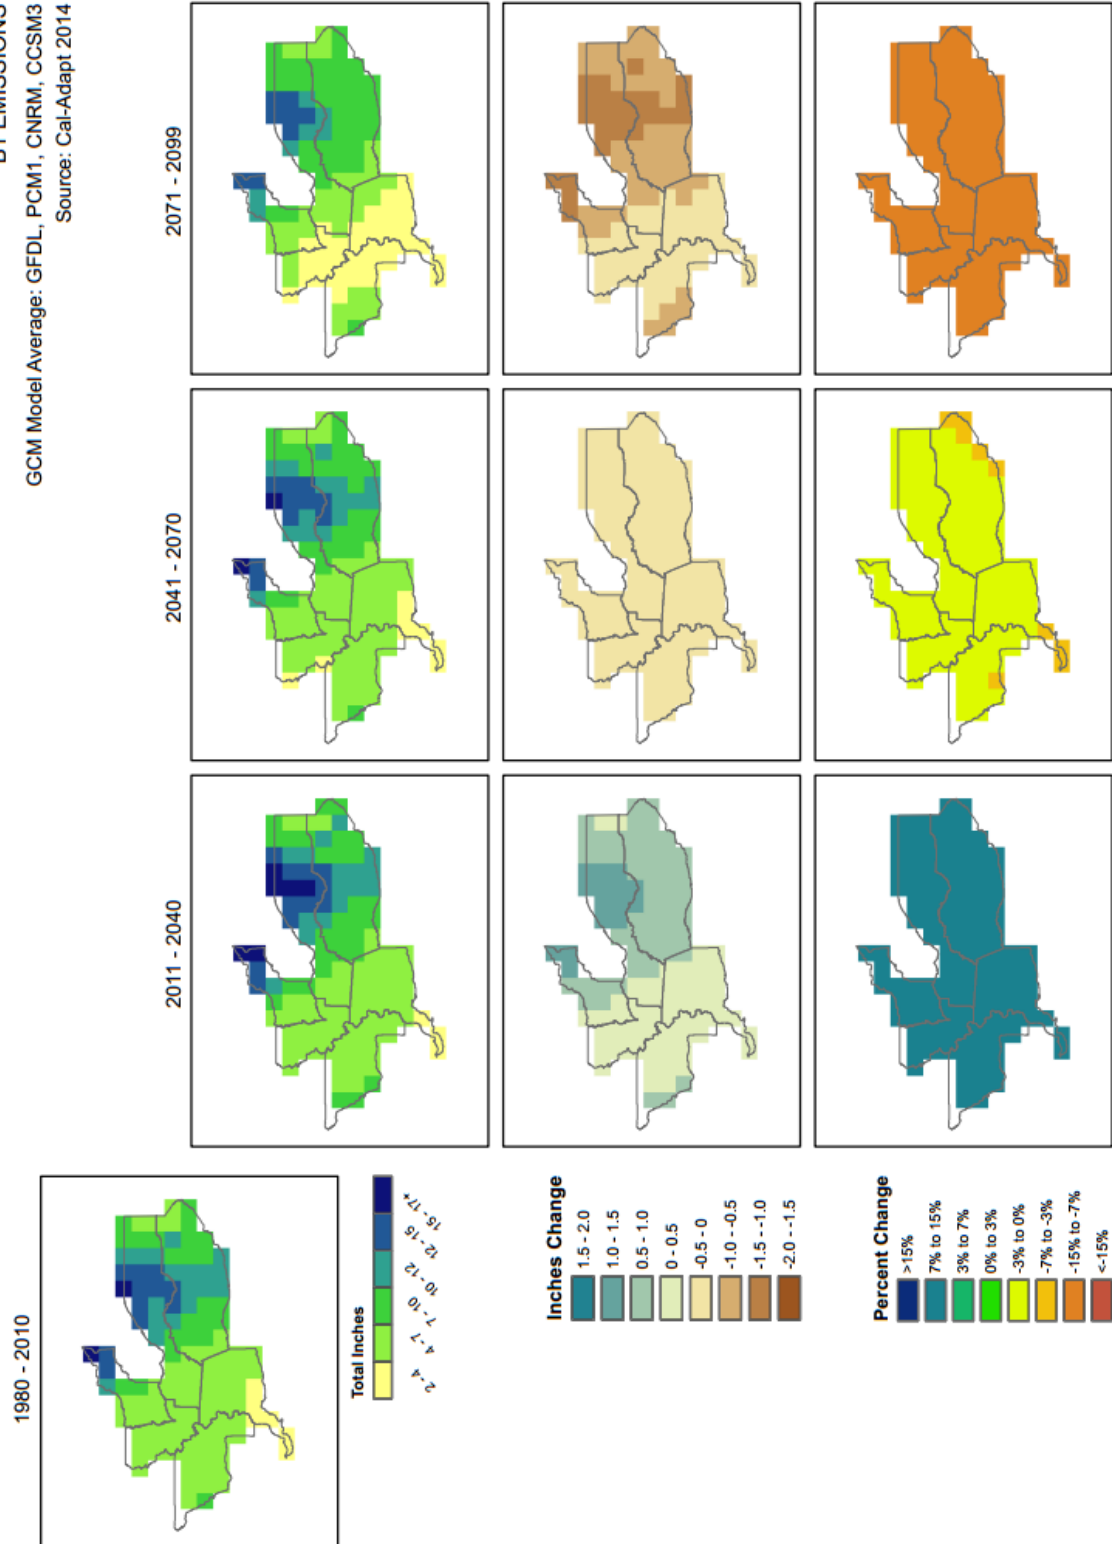 BY EMISSIONS
GCM Model Average: GFDL, PCM1, CNRM, CCSM3
Source: Cal-Adapt 2014
1980 - 2010
2011 - 2040
2041 - 2070
2071 - 2099
Total Inches
2 - 4
4 - 7
7 - 10
10 - 12
12 - 15
15 - 17+
Inches Change
1.5 - 2.0
1.0 - 1.5
0.5 - 1.0
0 - 0.5
-0.5 - 0
-1.0 - -0.5
-1.5 - -1.0
-2.0 - -1.5
Percent Change
>15%
7% to 15%
3% to 7%
0% to 3%
-3% to 0%
-7% to -3%
-15% to -7%
<-15%